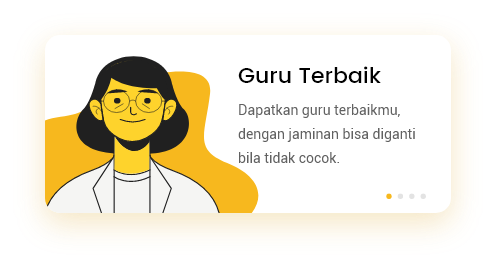 Guru Terbaik
Dapatkan guru terbaikmu,
dengan jaminan bisa diganti
bila tidak cocok.